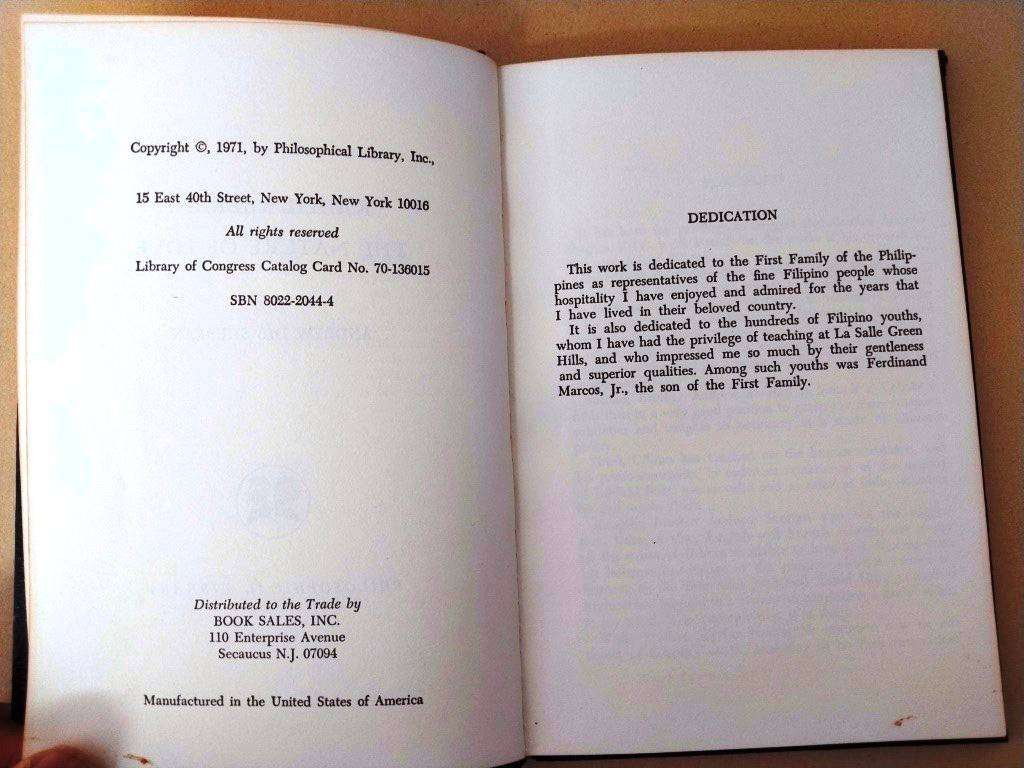 Copyright ©, 1971, by Philosophical Library, Inc.,
15 East 40th Street, New York, New York 10016
All rights reserved
Library of Congress Catalog Card No. 70-136015
SBN 8022-2044-4
Distributed to the Trade by
BOOK SALES, INC.
110 Enterprise Avenue
Secaucus N.J. 07094
Manufactured in the United States of America
DEDICATION
This work is dedicated to the First Family of the Philip-
pines as representatives of the fine Filipino people whose
hospitality I have enjoyed and admired for the years that
I have lived in their beloved country.
It is also dedicated to the hundreds of Filipino youths,
whom I have had the privilege of teaching at La Salle Green
Hills, and who impressed me so much by their gentleness
and superior qualities. Among such youths was Ferdinand
Marcos, Jr., the son of the First Family.